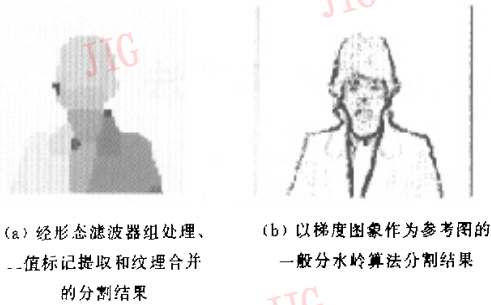 JIG
JIG
(a) 经形态滤波器组处理、
值标记提取和纹理合并
的分割结果
(b) 以梯度图象作为参考图的
一般分水岭算法分割结果
JIG